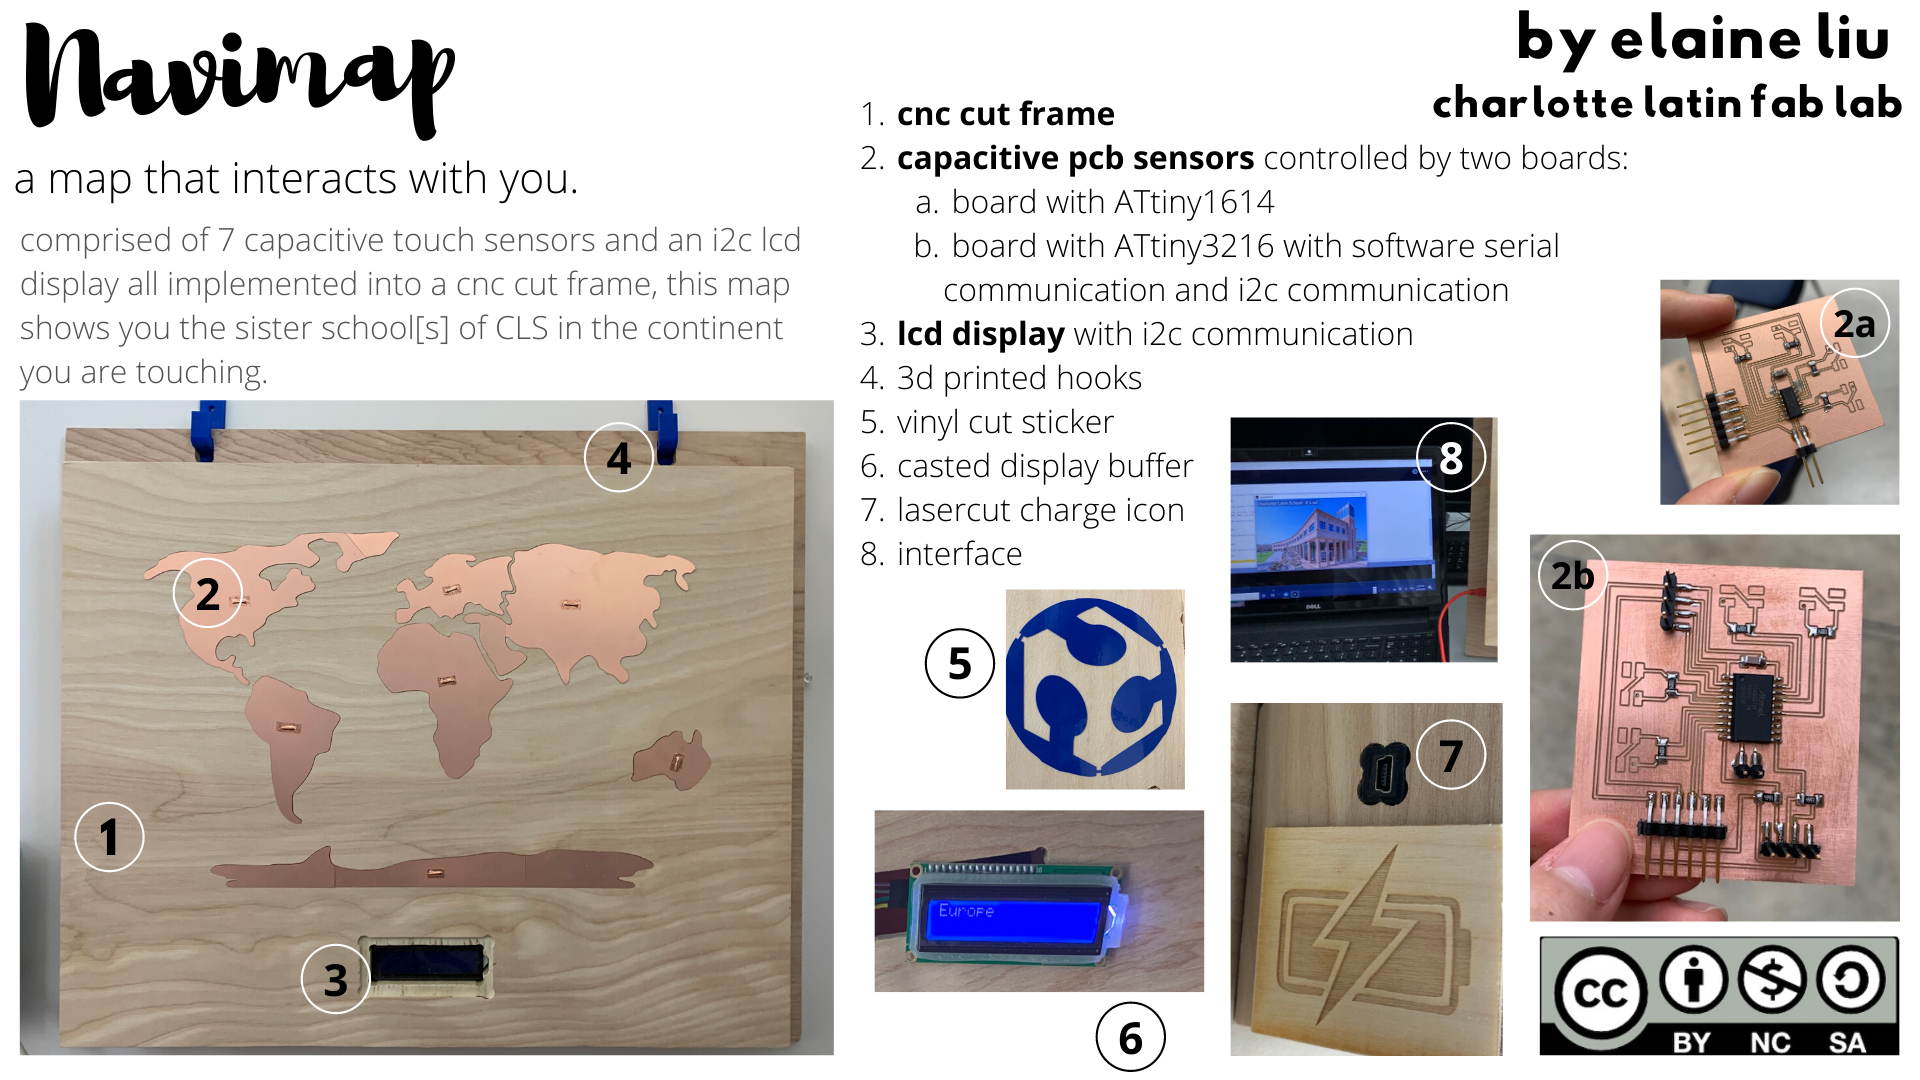 Navimap
by elaine liu
charlotte latin fab lab
a map that interacts with you.
comprised of 7 capacitive touch sensors and an i2c lcd
display all implemented into a cnc cut frame, this map
shows you the sister school[s] of CLS in the continent
you are touching.
1. cnc cut frame
2. capacitive pcb sensors controlled by two boards:
a. board with ATtiny1614
b. board with ATtiny3216 with software serial
communication and i2c communication
3. lcd display with i2c communication
4. 3d printed hooks
5. vinyl cut sticker
6. casted display buffer
7. lasercut charge icon
8. interface
4
2
1
3
8
5
7
Europe
6
DELL
2a
2b
cc
BY NC SA